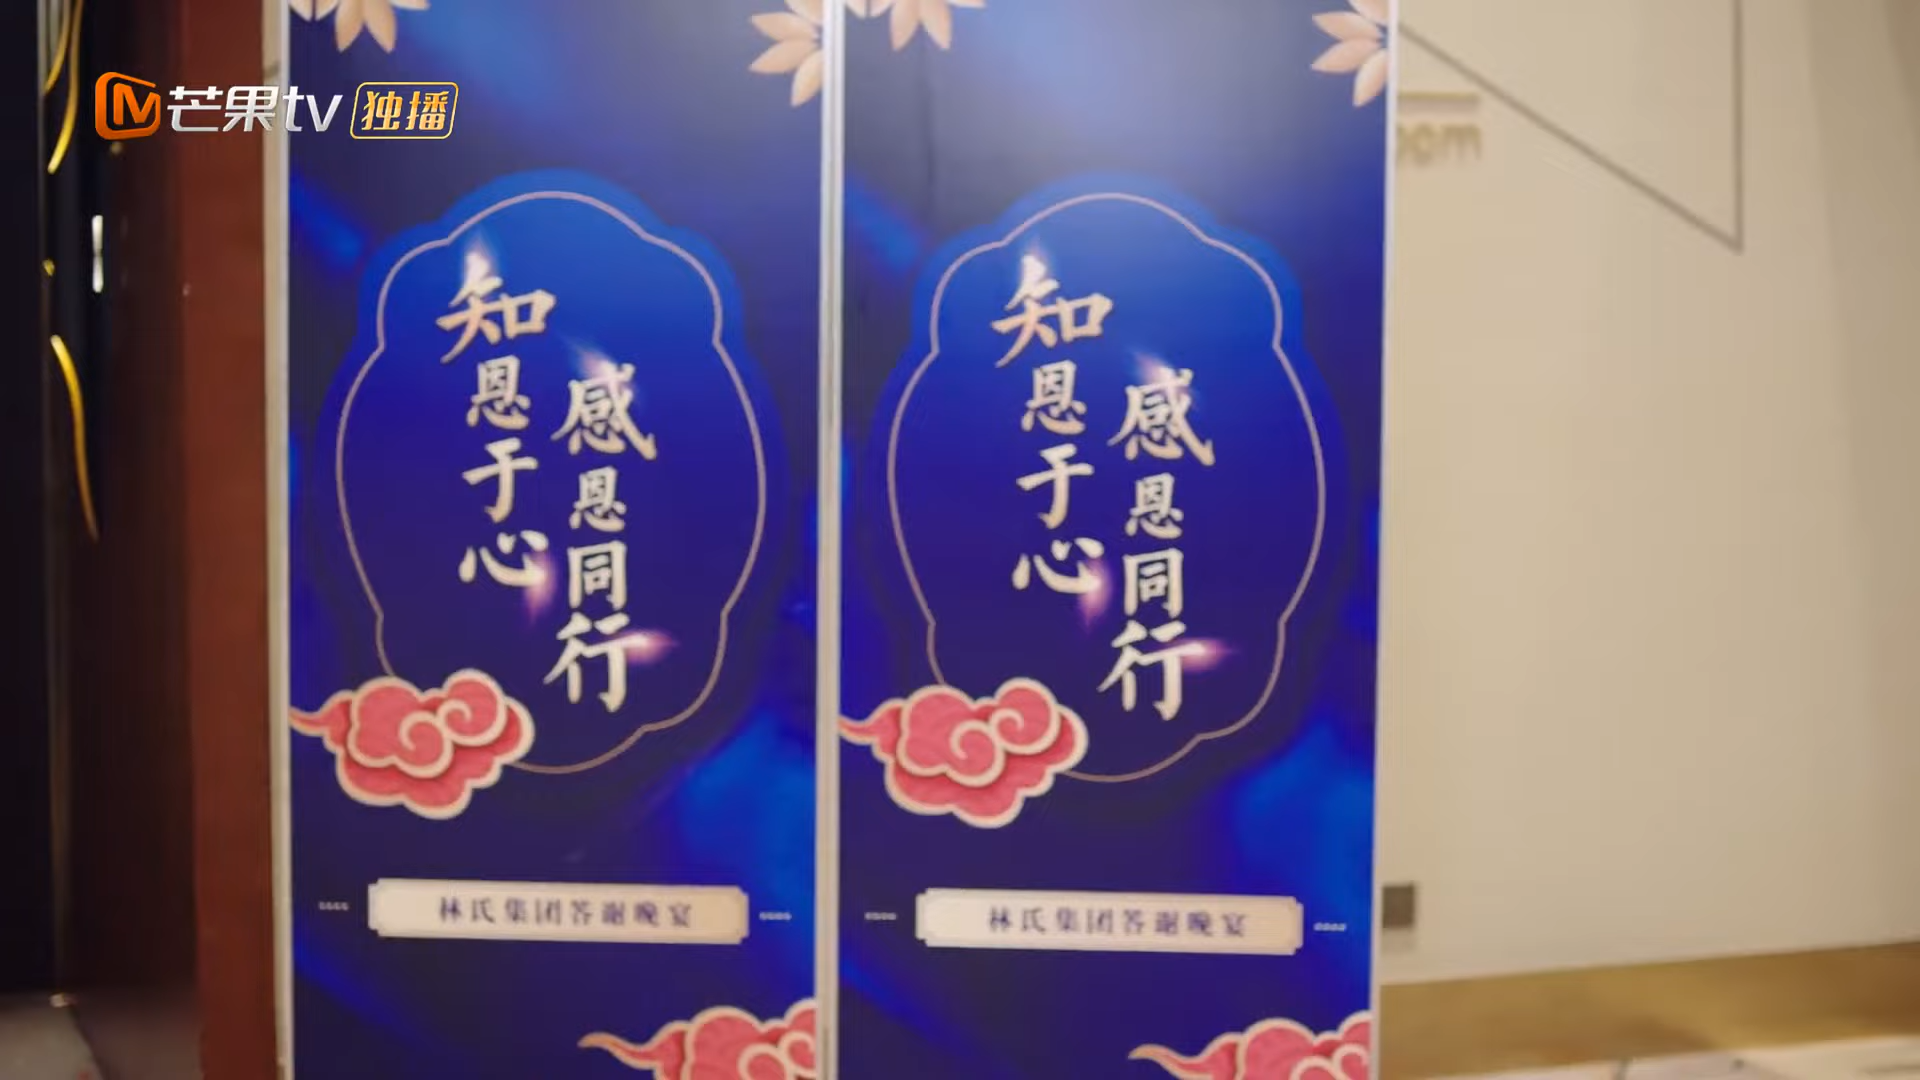 芒果tv 独播
知恩于心
感恩同行
林氏集团答谢晚宴
知恩于心
感恩同行
林氏集团答谢晚宴